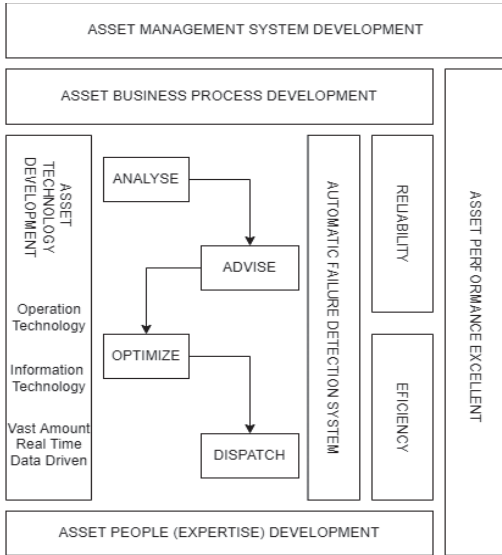 ASSET MANAGEMENT SYSTEM DEVELOPMENT
ASSET BUSINESS PROCESS DEVELOPMENT
ASSET
TECHNOLOGY
DEVELOPMENT
Operation
Technology
Information
Technology
Vast Amount
Real Time
Data Driven
ANALYSE
ADVISE
OPTIMIZE
DISPATCH
AUTOMATIC FAILURE DETECTION SYSTEM
RELIABILITY
EFICIENCY
ASSET PERFORMANCE EXCELLENT
ASSET PEOPLE (EXPERTISE) DEVELOPMENT